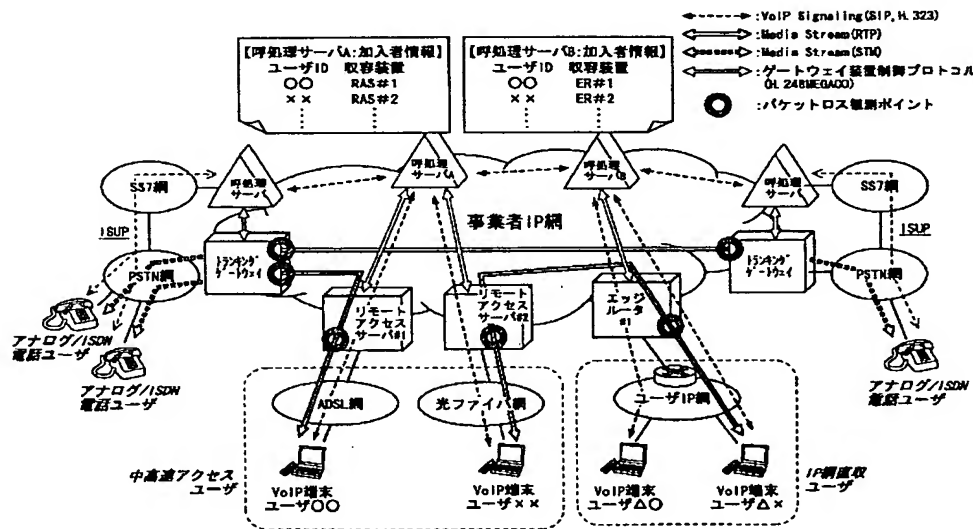 :VoIP Signaling(SIP,H.323)
:Media Stream(RTP)
:Media Stream(STM)
:ゲートウェイ装置制御プロトコル
(H.248MEGACO)
:パケットロス観測ポイント
【呼処理サーバA:加入者情報】
ユーザID 収容装置
○○ RAS#1
×× RAS#2
【呼処理サーバB:加入者情報】
ユーザID 収容装置
○○ ER#1
×× ER#2
SS7網
呼処理
サーバ
呼処理
サーバA
呼処理
サーバB
呼処理
サーバ
SS7網
事業者IP網
ISUP
ISUP
PSTN網
トランキング
ゲートウェイ
トランキング
ゲートウェイ
PSTN網
リモート
アクセス
サーバ#1
リモート
アクセス
サーバ#2
エッジ
ルータ
#1
アナログ/ISDN
電話ユーザ
アナログ/ISDN
電話ユーザ
アナログ/ISDN
電話ユーザ
ADSL網
光ファイバ網
ユーザIP網
中高速アクセス
ユーザ
IP網直収
ユーザ
VoIP端末
ユーザ○○
VoIP端末
ユーザ××
VoIP端末
ユーザ△○
VoIP端末
ユーザ△×